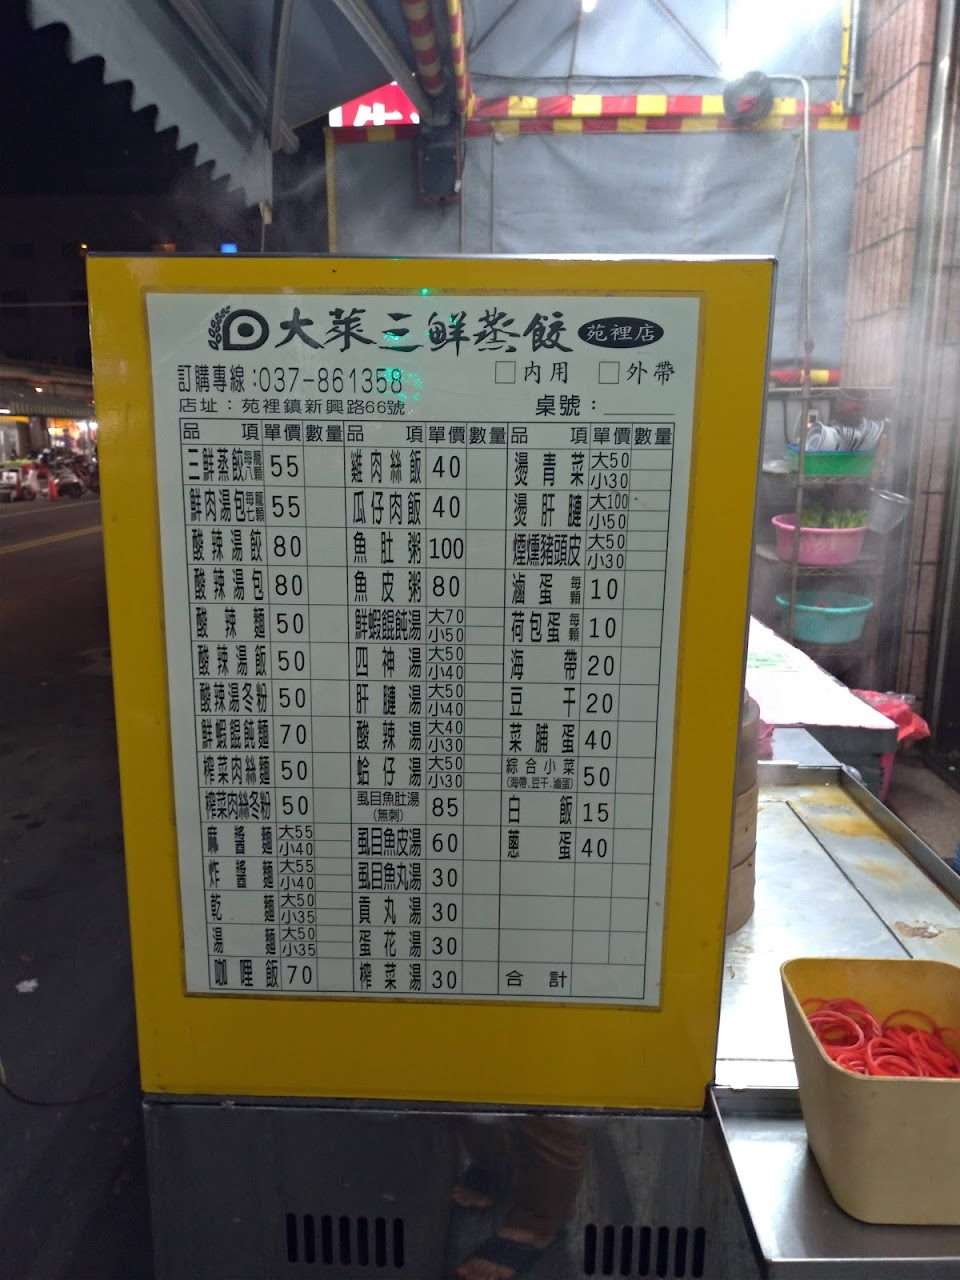 大菜三鮮蒸餃 苑裡店
訂購專線:037-861358 □內用 □外帶
店址：苑裡鎮新興路66號 桌號：
品項 單價 數量 品項 單價 數量 品項 單價 數量
三鮮蒸餃 每籠八顆 55 雞肉絲飯 40 燙青菜 大50 小30
鮮肉湯包 每籠七顆 55 瓜仔肉飯 40 燙肝膶 大100 小50
酸辣湯餃 80 魚肚粥 100 煙燻豬頭皮 大50 小30
酸辣湯包 80 魚皮粥 80 滷蛋 每顆 10
酸辣麵 50 鮮蝦餛飩湯 大70 小50 荷包蛋 每顆 10
酸辣湯飯 50 四神湯 大50 小40 海帶 20
酸辣湯冬粉 50 肝膶湯 大50 小40 豆干 20
鮮蝦餛飩麵 70 酸辣湯 大40 小30 菜脯蛋 40
榨菜肉絲麵 50 蛤仔湯 大50 小30 綜合小菜 (海帶,豆干,滷蛋) 50
榨菜肉絲冬粉 50 虱目魚肚湯 (無刺) 85 白飯 15
麻醬麵 大55 小40 虱目魚皮湯 60 蔥蛋 40
炸醬麵 大55 小40 虱目魚丸湯 30
乾麵 大50 小35 貢丸湯 30
湯麵 大50 小35 蛋花湯 30
咖哩飯 70 榨菜湯 30 合計